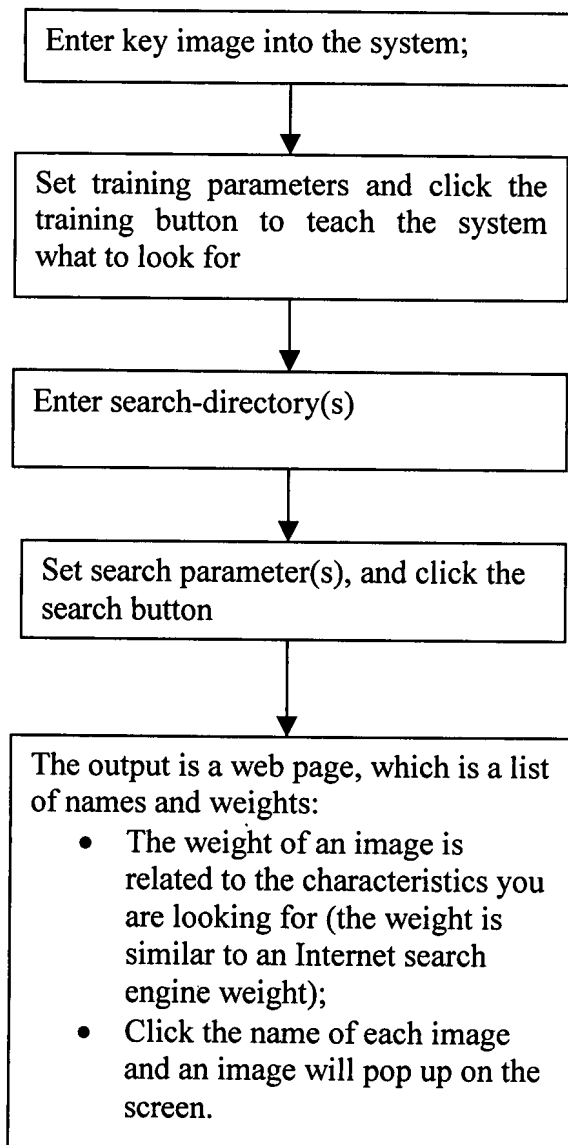 Enter key image into the system;
Set training parameters and click the
training button to teach the system
what to look for
Enter search-directory(s)
Set search parameter(s), and click the
search button
The output is a web page, which is a list
of names and weights:
• The weight of an image is
related to the characteristics you
are looking for (the weight is
similar to an Internet search
engine weight);
• Click the name of each image
and an image will pop up on the
screen.